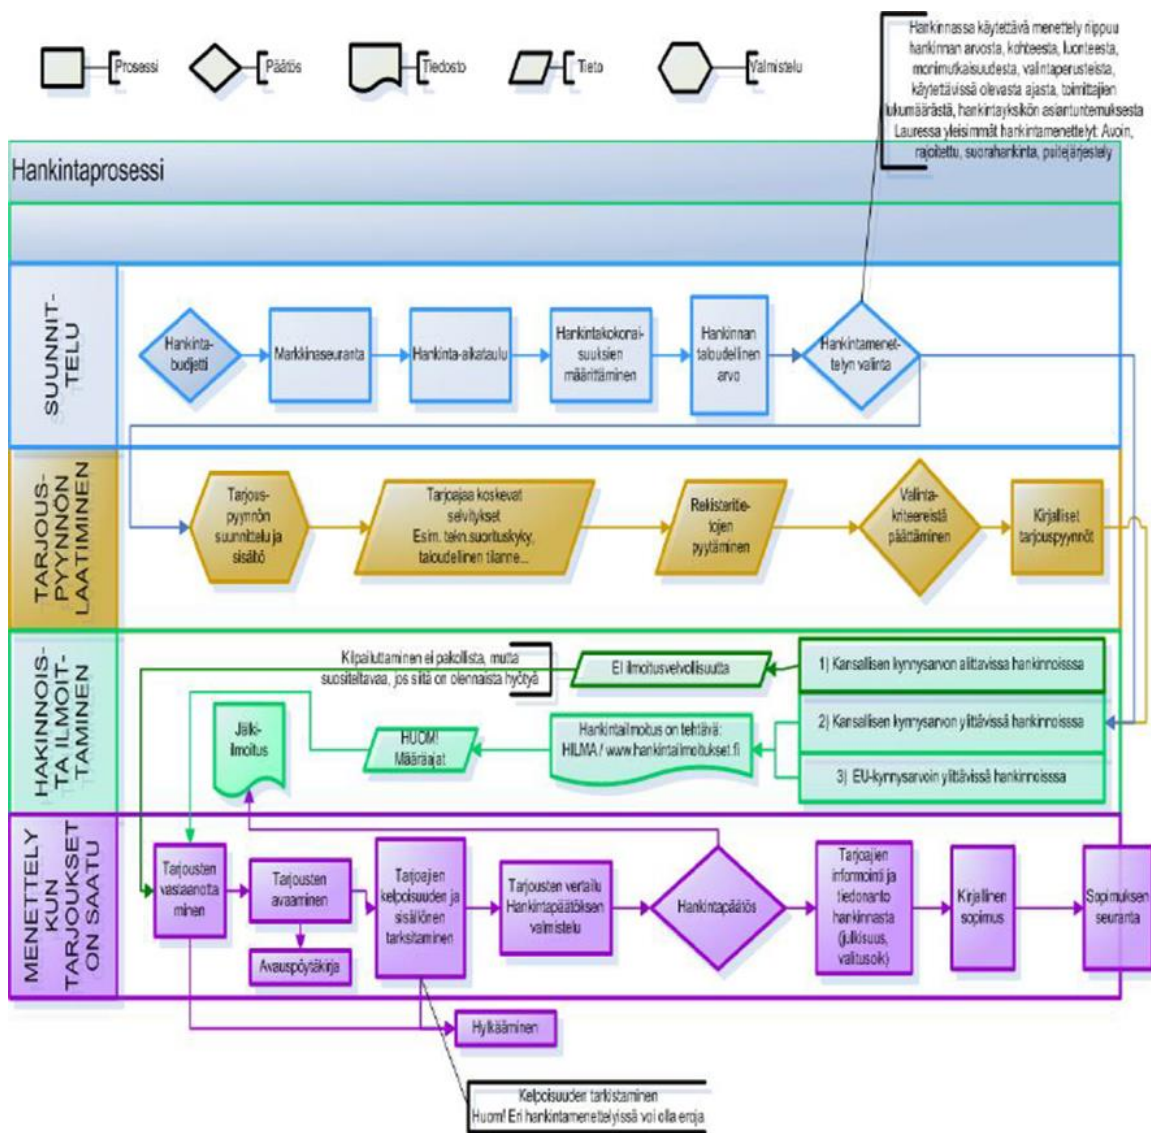 Prosessi
Päätös
Tiedosto
Tieto
Valmistelu
Hankinnassa käytettävä menettely riippuu
hankinnan arvosta, kohteesta, luonteesta,
monimutkaisuudesta, valintaperusteista,
käytettävissä olevasta ajasta, toimittajien
lukumäärästä, hankintayksikön asiantuntemuksesta
Lauressa yleisimmät hankintamenettelyt: Avoin,
rajoitettu, suorahankinta, puitejärjestely
Hankintaprosessi
SUUNNIT-
TELU
Hankinta-
budjetti
Markkinaseuranta
Hankinta-aikataulu
Hankintakokonai-
suuksien
määrittäminen
Hankinnan
taloudellinen
arvo
Hankintamenet-
telyn valinta
TARJOUS-
PYYNNÖN
LAATIMINEN
Tarjous-
pyynnön
suunnittelu ja
sisältö
Tarjoajaa koskevat
selvitykset
Esim. tekn.suorituskyky,
taloudellinen tilanne...
Rekisteritie-
tojen
pyytäminen
Valinta-
kriteereistä
päättäminen
Kirjalliset
tarjouspyynnöt
HAKINNOIS-
TA ILMOIT-
TAMINEN
Kilpailuttaminen ei pakollista, mutta
suositeltavaa, jos siitä on olennaista hyötyä
EI ilmoitusvelvollisuutta
1) Kansallisen kynnysarvon alittavissa hankinnoisssa
Jälki-
ilmoitus
HUOM!
Määräajat
Hankintailmoitus on tehtävä:
HILMA / www.hankintailmoitukset.fi
2) Kansallisen kynnysarvon ylittävissä hankinnoisssa
3) EU-kynnysarvoin ylittävissä hankinnoisssa
MENETTELY
KUN
TARJOUKSET
ON SAATU
Tarjousten
vastaanotta
minen
Tarjousten
avaaminen
Avauspöytäkirja
Tarjoajien
kelpoisuuden ja
sisällönen
tarksitaminen
Tarjousten vertailu
Hankintapäätöksen
valmistelu
Hankintapäätös
Tarjoajien
informointi ja
tiedonanto
hankinnasta
(julkisuus,
valitusoik)
Kirjallinen
sopimus
Sopimuksen
seuranta
Hylkääminen
Kelpoisuuden tarkistaminen
Huom! Eri hankintamenettelyissä voi olla eroja